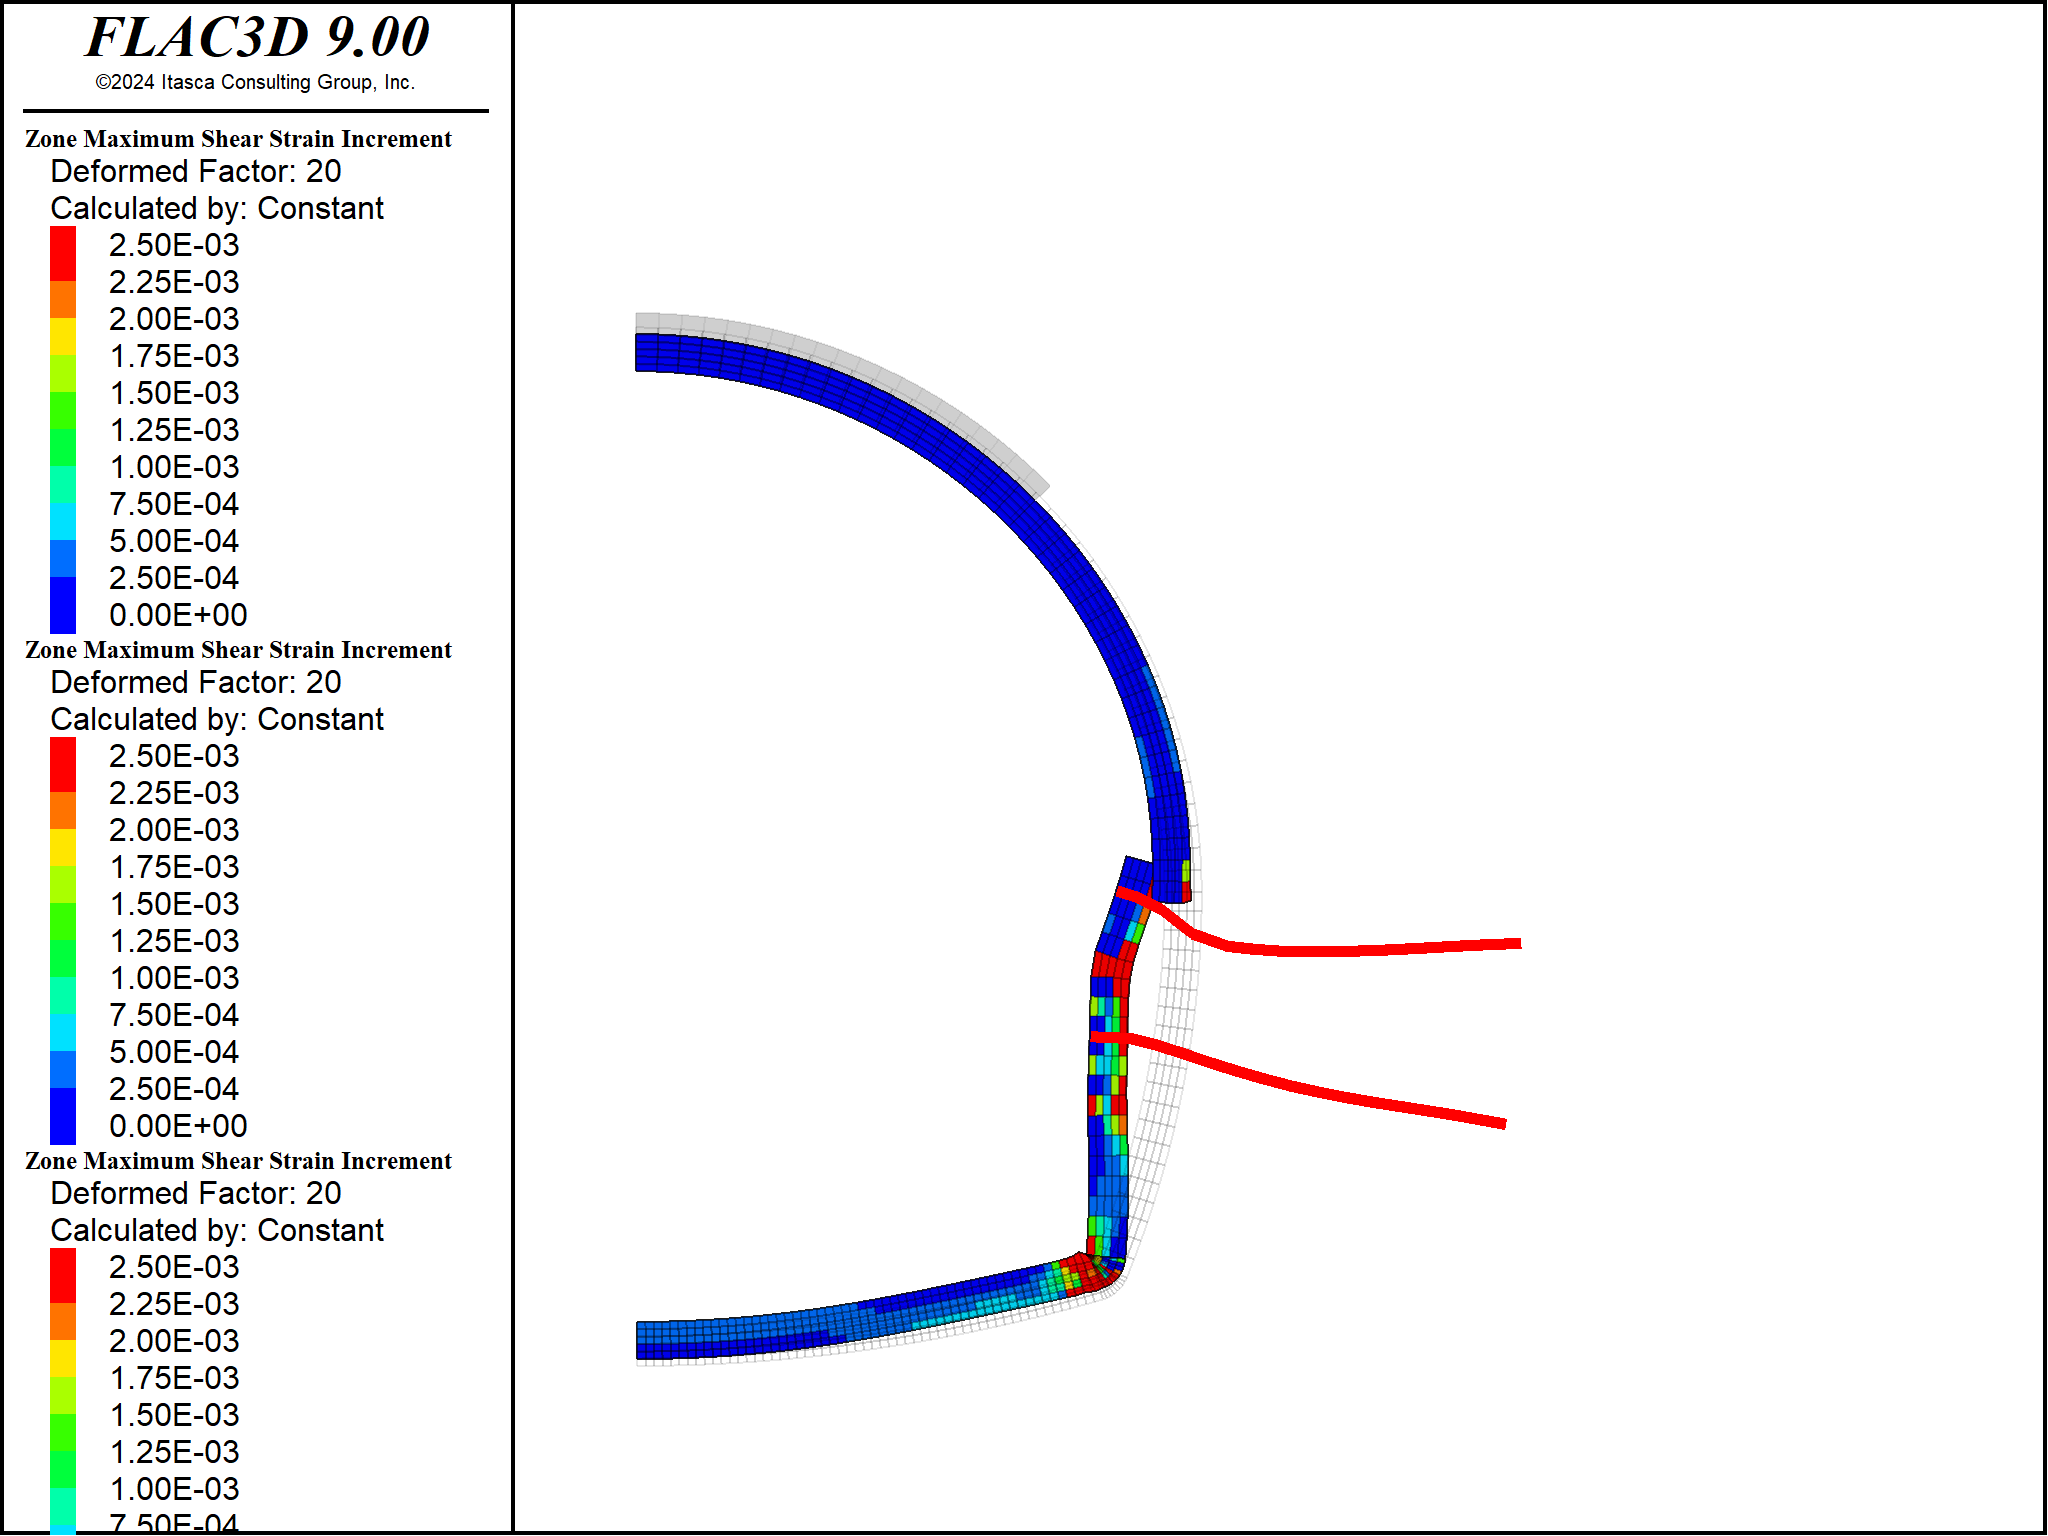 FLAC3D 9.00
©2024 Itasca Consulting Group, Inc.
Zone Maximum Shear Strain Increment
Deformed Factor: 20
Calculated by: Constant
2.50E-03
2.25E-03
2.00E-03
1.75E-03
1.50E-03
1.25E-03
1.00E-03
7.50E-04
5.00E-04
2.50E-04
0.00E+00
Zone Maximum Shear Strain Increment
Deformed Factor: 20
Calculated by: Constant
2.50E-03
2.25E-03
2.00E-03
1.75E-03
1.50E-03
1.25E-03
1.00E-03
7.50E-04
5.00E-04
2.50E-04
0.00E+00
Zone Maximum Shear Strain Increment
Deformed Factor: 20
Calculated by: Constant
2.50E-03
2.25E-03
2.00E-03
1.75E-03
1.50E-03
1.25E-03
1.00E-03
7.50E-04